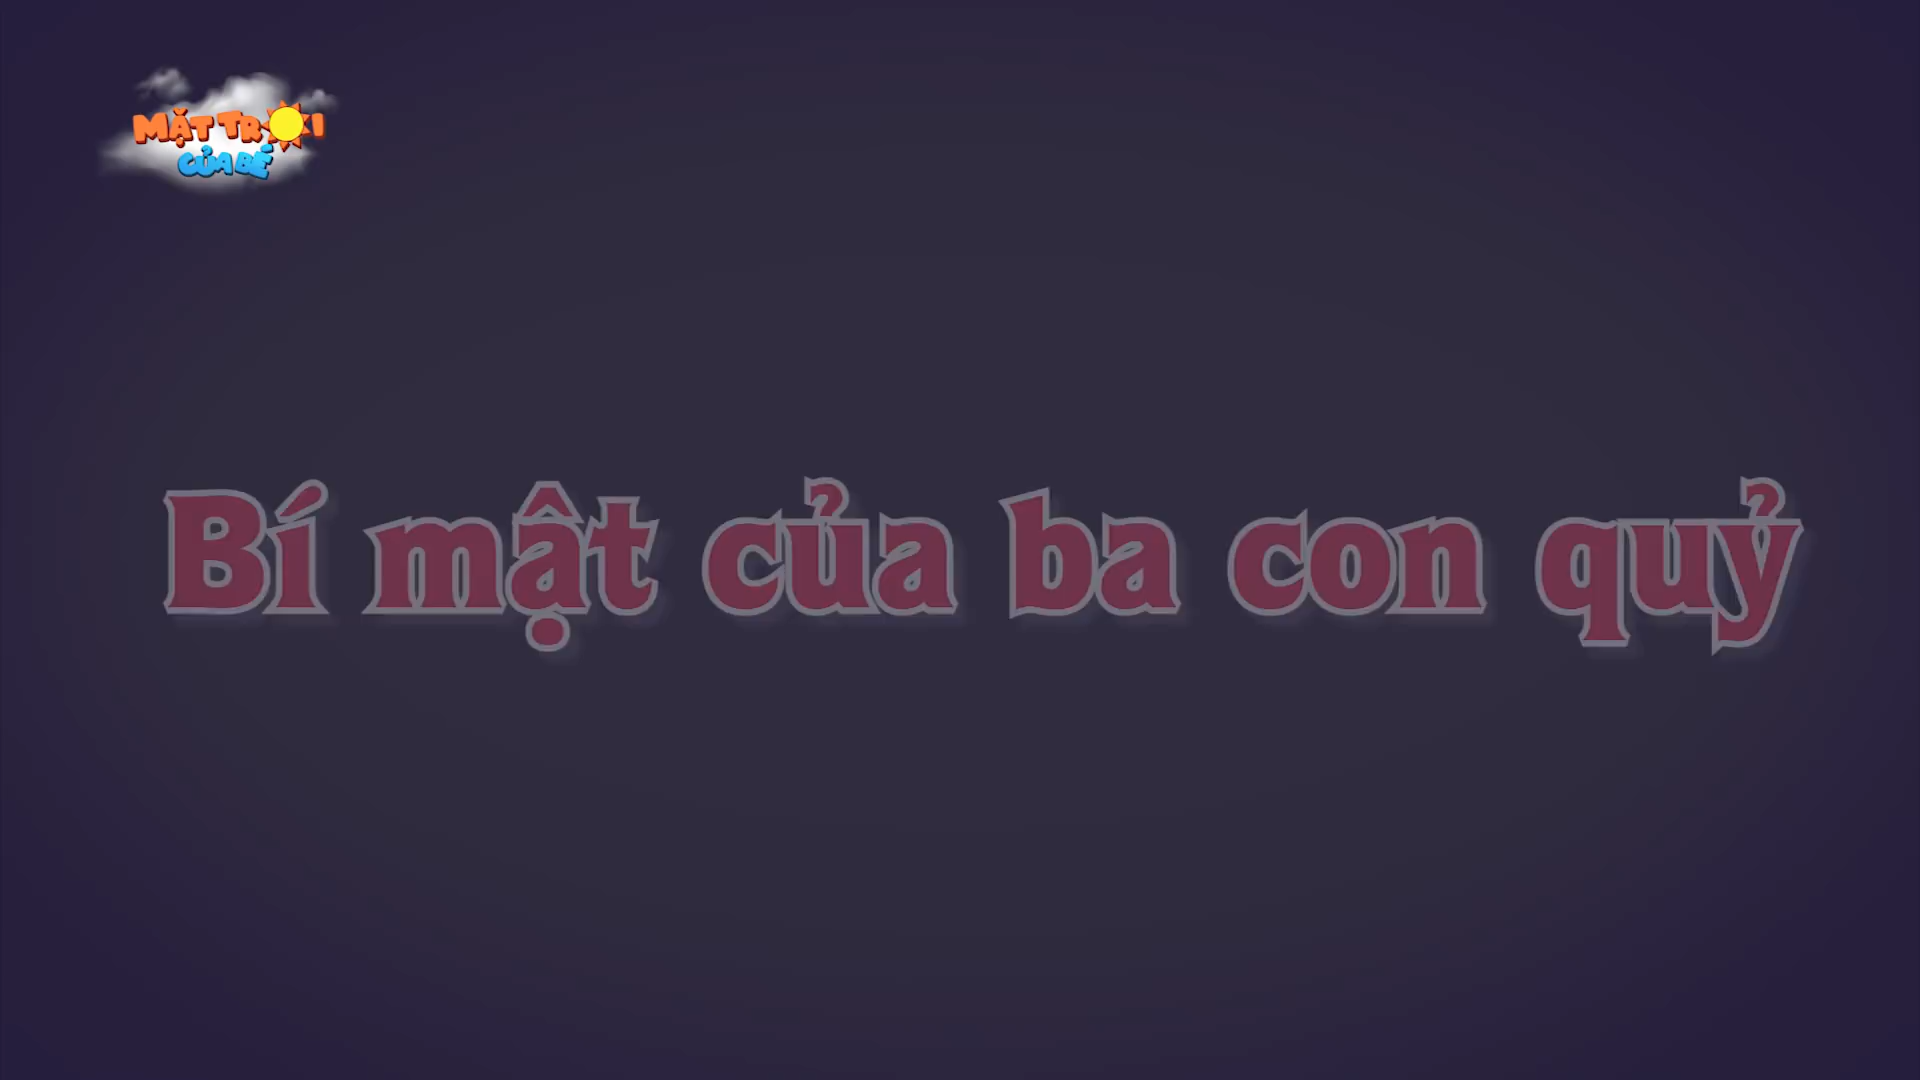 MẶT TRỜI
CỦA BÉ
Bí mật của ba con quỷ